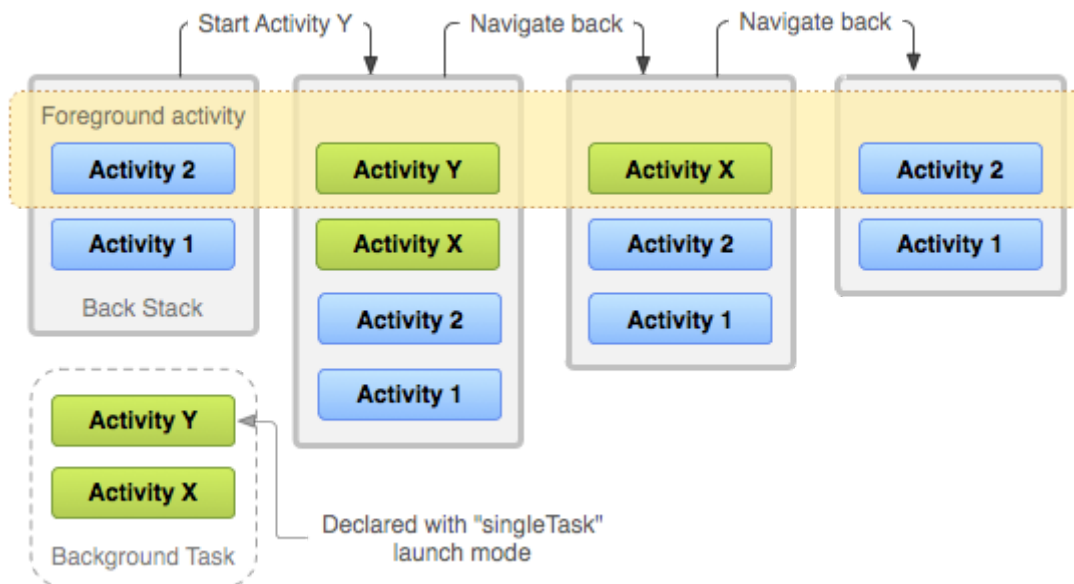 Start Activity Y
Navigate back
Navigate back
Foreground activity
Activity 2
Activity Y
Activity X
Activity 2
Activity 1
Activity X
Activity 2
Activity 1
Back Stack
Activity 2
Activity 1
Activity Y
Activity 1
Activity X
Declared with "singleTask"
launch mode
Background Task